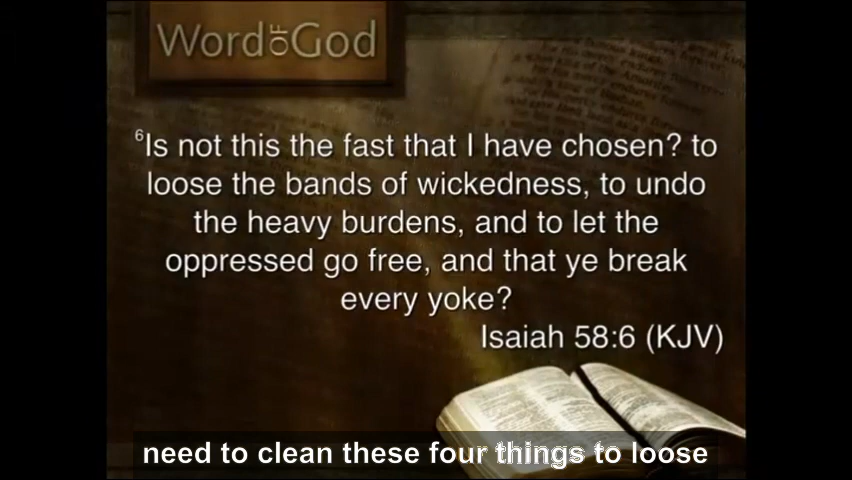 Word OF God
6Is not this the fast that I have chosen? to
loose the bands of wickedness, to undo
the heavy burdens, and to let the
oppressed go free, and that ye break
every yoke?
Isaiah 58:6 (KJV)
need to clean these four things to loose